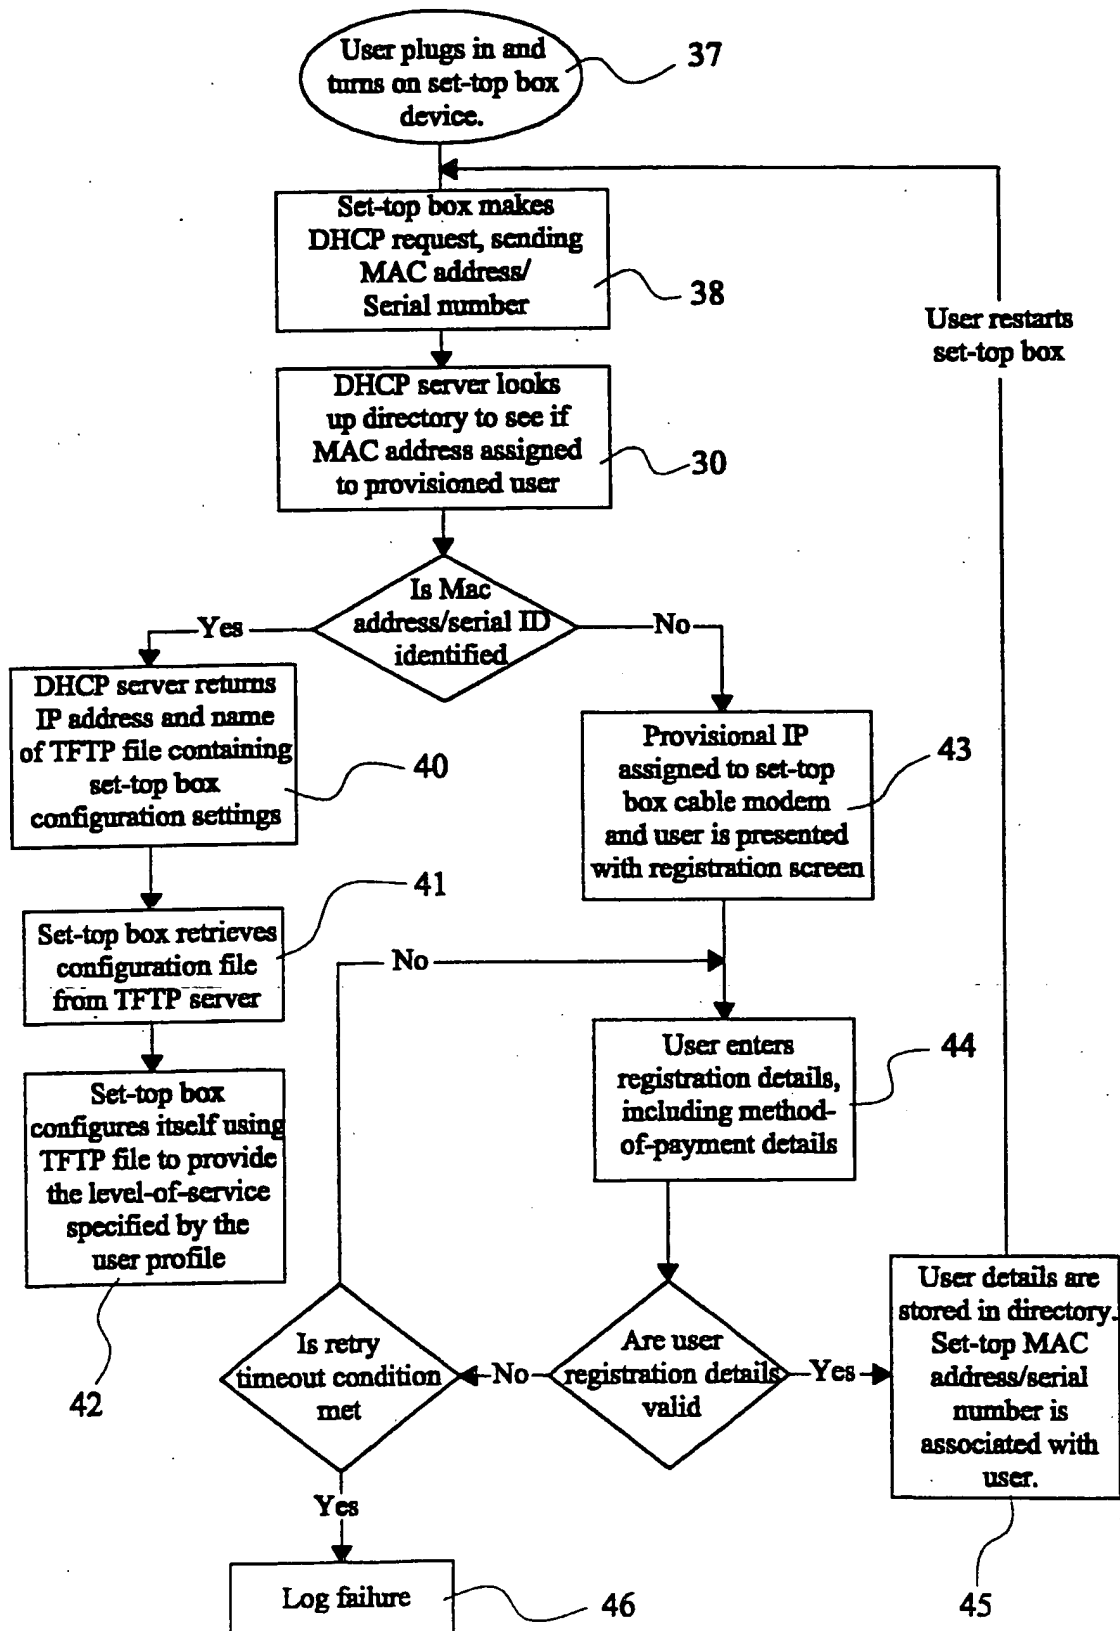 User plugs in and
turns on set-top box
device.
37
Set-top box makes
DHCP request, sending
MAC address/
Serial number
38
User restarts
set-top box
DHCP server looks
up directory to see if
MAC address assigned
to provisioned user
30
Is Mac
address/serial ID
identified
Yes
No
DHCP server returns
IP address and name
of TFTP file containing
set-top box
configuration settings
40
Provisional IP
assigned to set-top
box cable modem
and user is presented
with registration screen
43
41
Set-top box retrieves
configuration file
from TFTP server
No
User enters
registration details,
including method-
of-payment details
44
Set-top box
configures itself using
TFTP file to provide
the level-of-service
specified by the
user profile
42
Is retry
timeout condition
met
No
Are user
registration details
valid
Yes
User details are
stored in directory.
Set-top MAC
address/serial
number is
associated with
user.
45
Yes
Log failure
46